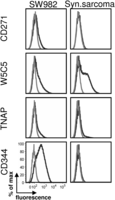 SW982 Syn.sarcoma
CD271
W5C5
TNAP
CD344
% of max
fluorescence